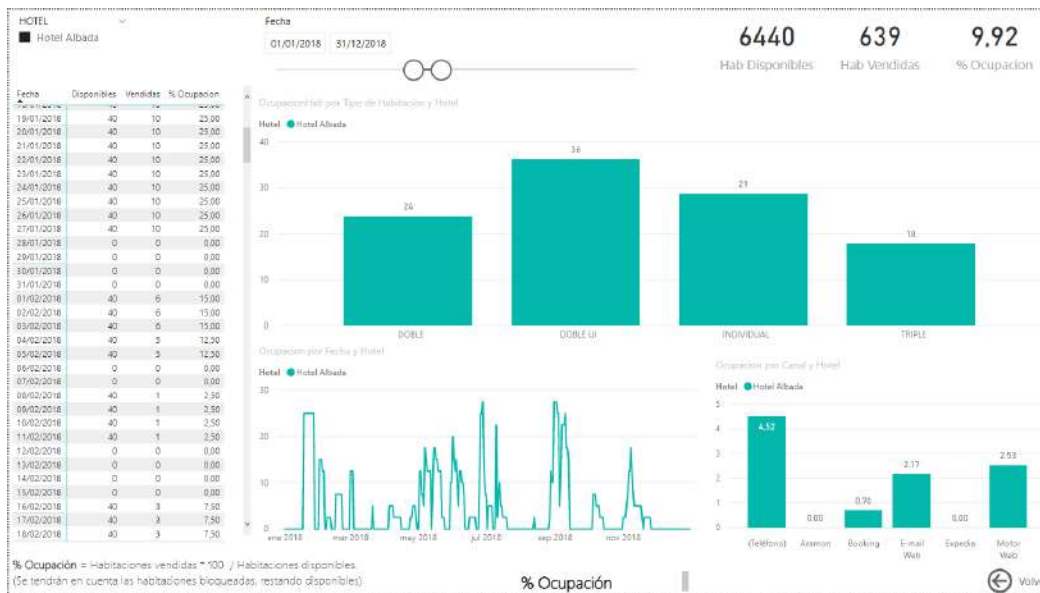 HOTEL
Hotel Albada
Fecha
01/01/2018 31/12/2018
6440 639 9,92
Hab Disponibles Hab Vendidas % Ocupacion
Fecha Disponibles Vendidas % Ocupacion
19/01/2018 40 10 25,00
20/01/2018 40 10 25,00
21/01/2018 40 10 25,00
22/01/2018 40 10 25,00
23/01/2018 40 10 25,00
24/01/2018 40 10 25,00
25/01/2018 40 10 25,00
26/01/2018 40 10 25,00
27/01/2018 40 10 25,00
28/01/2018 0 0 0,00
29/01/2018 0 0 0,00
30/01/2018 0 0 0,00
31/01/2018 0 0 0,00
01/02/2018 40 6 15,00
02/02/2018 40 6 15,00
03/02/2018 40 6 15,00
04/02/2018 40 12,50
05/02/2018 40 12,50
06/02/2018 0 0 0,00
07/02/2018 0 0 0,00
08/02/2018 40 1 2,50
09/02/2018 40 1 2,50
10/02/2018 40 1 2,50
11/02/2018 40 1 2,50
12/02/2018 0 0 0,00
13/02/2018 0 0 0,00
14/02/2018 0 0 0,00
15/02/2018 0 0 0,00
16/02/2018 40 3 7,50
17/02/2018 40 3 7,50
18/02/2018 40 3 7,50
OcupacionHab por Tipo de Habitación y Hotel
Hotel Hotel Albada
40
30
20
10
0
24 36 18
DOBLE DOBLE UI INDIVIDUAL TRIPLE
Ocupacion por Fecha y Hotel
Hotel Hotel Albada
30
20
10
0
ene 2018 mar 2018 may 2018 jul 2018 sep 2018 nov 2018
Ocupacion por Canal y Hotel
Hotel Hotel Albada
5
4
3
2
1
0
4,52 0,00 0,70 2,17 0,00 2,53
(Teléfono) Aramon Booking E-mail Expedia Motor
Web Web
% Ocupación = Habitaciones vendidas * 100 / Habitaciones disponibles.
(Se tendrán en cuenta las habitaciones bloqueadas, restando disponibles)
% Ocupación
Volv